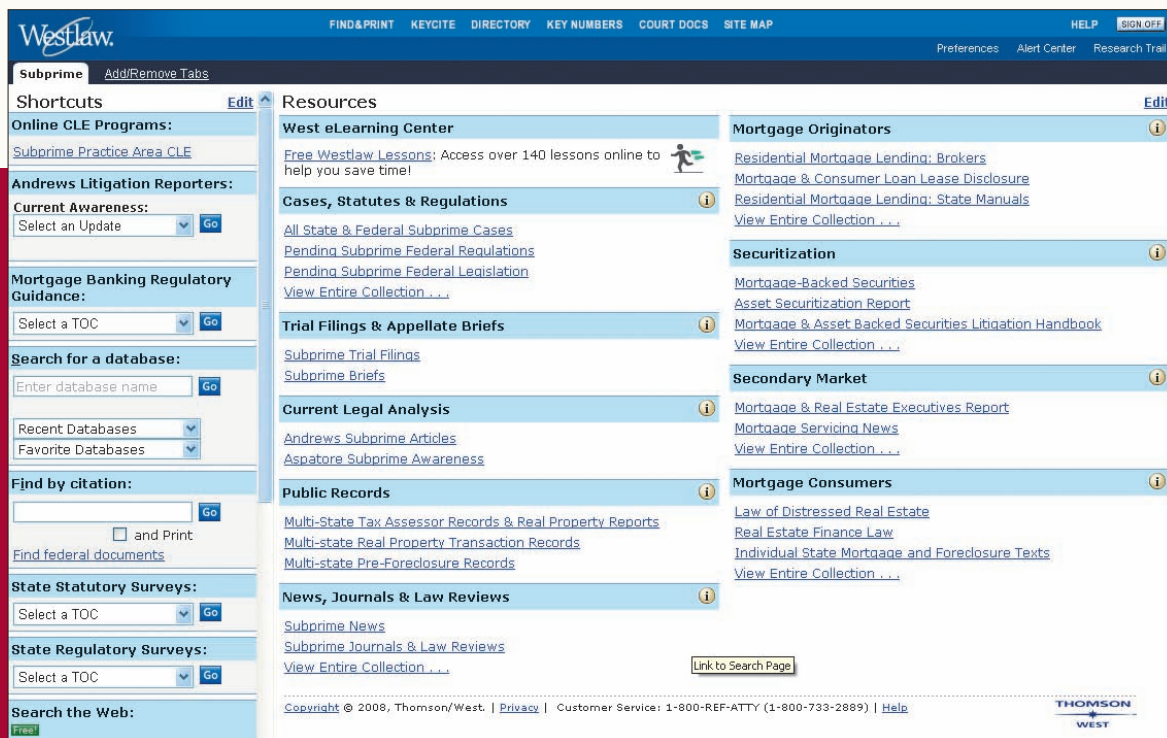 Westlaw.
FIND&PRINT KEYCITE DIRECTORY KEY NUMBERS COURT DOCS SITE MAP
HELP SIGN OFF
Preferences Alert Center Research Trail
Subprime Add/Remove Tabs
Shortcuts Edit
Online CLE Programs:
Subprime Practice Area CLE
Andrews Litigation Reporters:
Current Awareness:
Select an Update Go
Mortgage Banking Regulatory
Guidance:
Select a TOC Go
Search for a database:
Enter database name Go
Recent Databases
Favorite Databases
Find by citation:
Go
and Print
Find federal documents
State Statutory Surveys:
Select a TOC Go
State Regulatory Surveys:
Select a TOC Go
Search the Web:
Free!
Resources Edit
West eLearning Center
Free Westlaw Lessons: Access over 140 lessons online to
help you save time!
Cases, Statutes & Regulations
All State & Federal Subprime Cases
Pending Subprime Federal Regulations
Pending Subprime Federal Legislation
View Entire Collection . . .
Trial Filings & Appellate Briefs
Subprime Trial Filings
Subprime Briefs
Current Legal Analysis
Andrews Subprime Articles
Aspatore Subprime Awareness
Public Records
Multi-State Tax Assessor Records & Real Property Reports
Multi-state Real Property Transaction Records
Multi-state Pre-Foreclosure Records
News, Journals & Law Reviews
Subprime News
Subprime Journals & Law Reviews
View Entire Collection . . .
Mortgage Originators
Residential Mortgage Lending: Brokers
Mortgage & Consumer Loan Lease Disclosure
Residential Mortgage Lending: State Manuals
View Entire Collection . . .
Securitization
Mortgage-Backed Securities
Asset Securitization Report
Mortgage & Asset Backed Securities Litigation Handbook
View Entire Collection . . .
Secondary Market
Mortgage & Real Estate Executives Report
Mortgage Servicing News
View Entire Collection . . .
Mortgage Consumers
Law of Distressed Real Estate
Real Estate Finance Law
Individual State Mortgage and Foreclosure Texts
View Entire Collection . . .
Link to Search Page
Copyright © 2008, Thomson/West. | Privacy | Customer Service: 1-800-REF-ATTY (1-800-733-2889) | Help
THOMSON
WEST